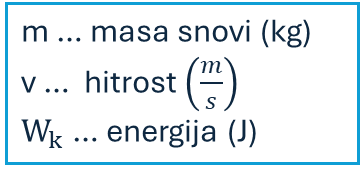 m ... masa snovi (kg)
v ... hitrost (m/s)
Wₖ ... energija (J)